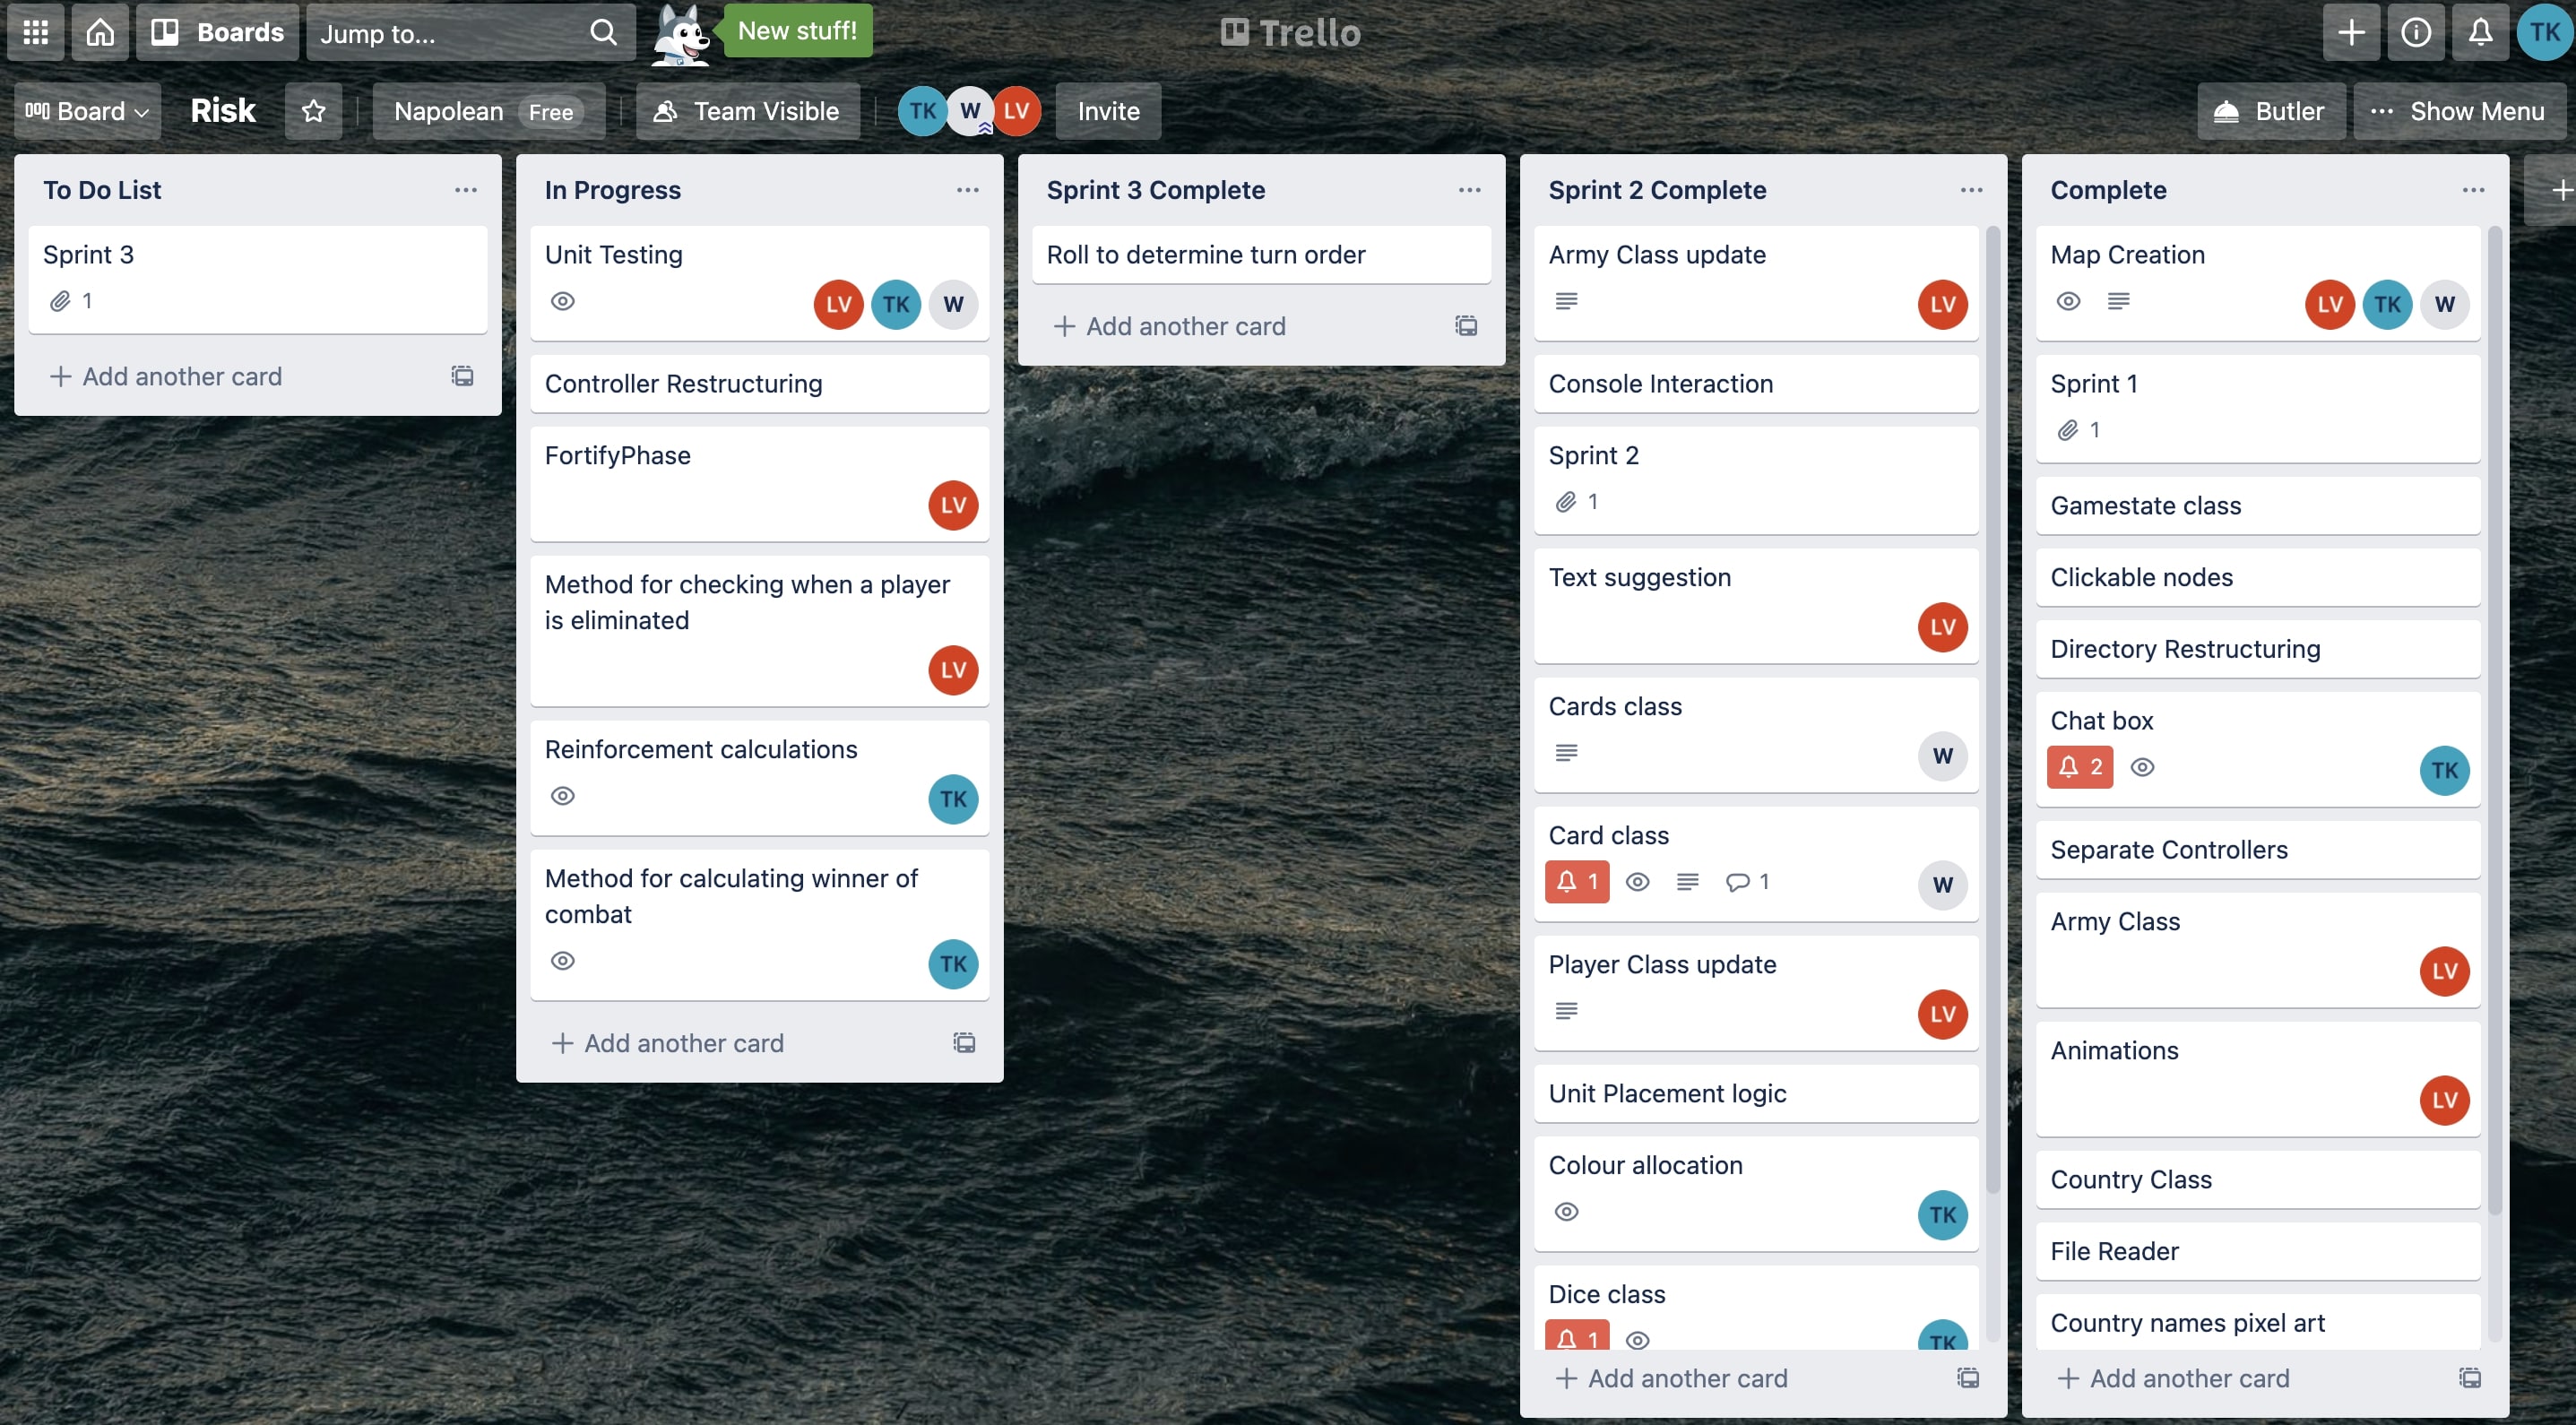 Boards
Jump to...
New stuff!
Trello
TK
Board
Risk
Napolean Free
Team Visible
TK W LV
Invite
Butler
... Show Menu
To Do List
Sprint 3
1
+ Add another card
In Progress
Unit Testing
LV TK W
Controller Restructuring
FortifyPhase
LV
Method for checking when a player
is eliminated
LV
Reinforcement calculations
TK
Method for calculating winner of
combat
TK
+ Add another card
Sprint 3 Complete
Roll to determine turn order
+ Add another card
Sprint 2 Complete
Army Class update
LV
Console Interaction
Sprint 2
1
Text suggestion
LV
Cards class
W
Card class
1 1
W
Player Class update
LV
Unit Placement logic
Colour allocation
TK
Dice class
1
TK
+ Add another card
Complete
Map Creation
LV TK W
Sprint 1
1
Gamestate class
Clickable nodes
Directory Restructuring
Chat box
2
TK
Separate Controllers
Army Class
LV
Animations
LV
Country Class
File Reader
Country names pixel art
+ Add another card